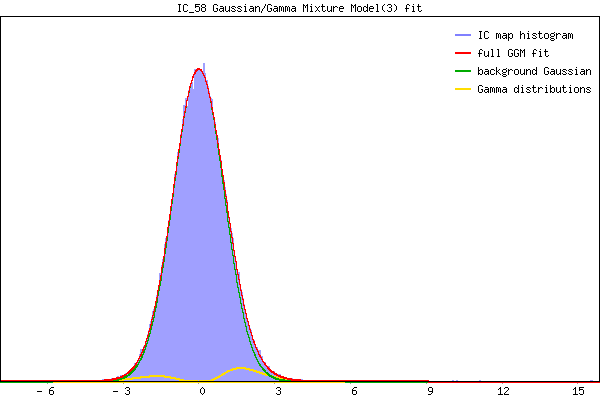 IC_58 Gaussian/Gamma Mixture Model(3) fit
IC map histogram
full GGM fit
background Gaussian
Gamma distributions
-6 -3 0 3 6 9 12 15